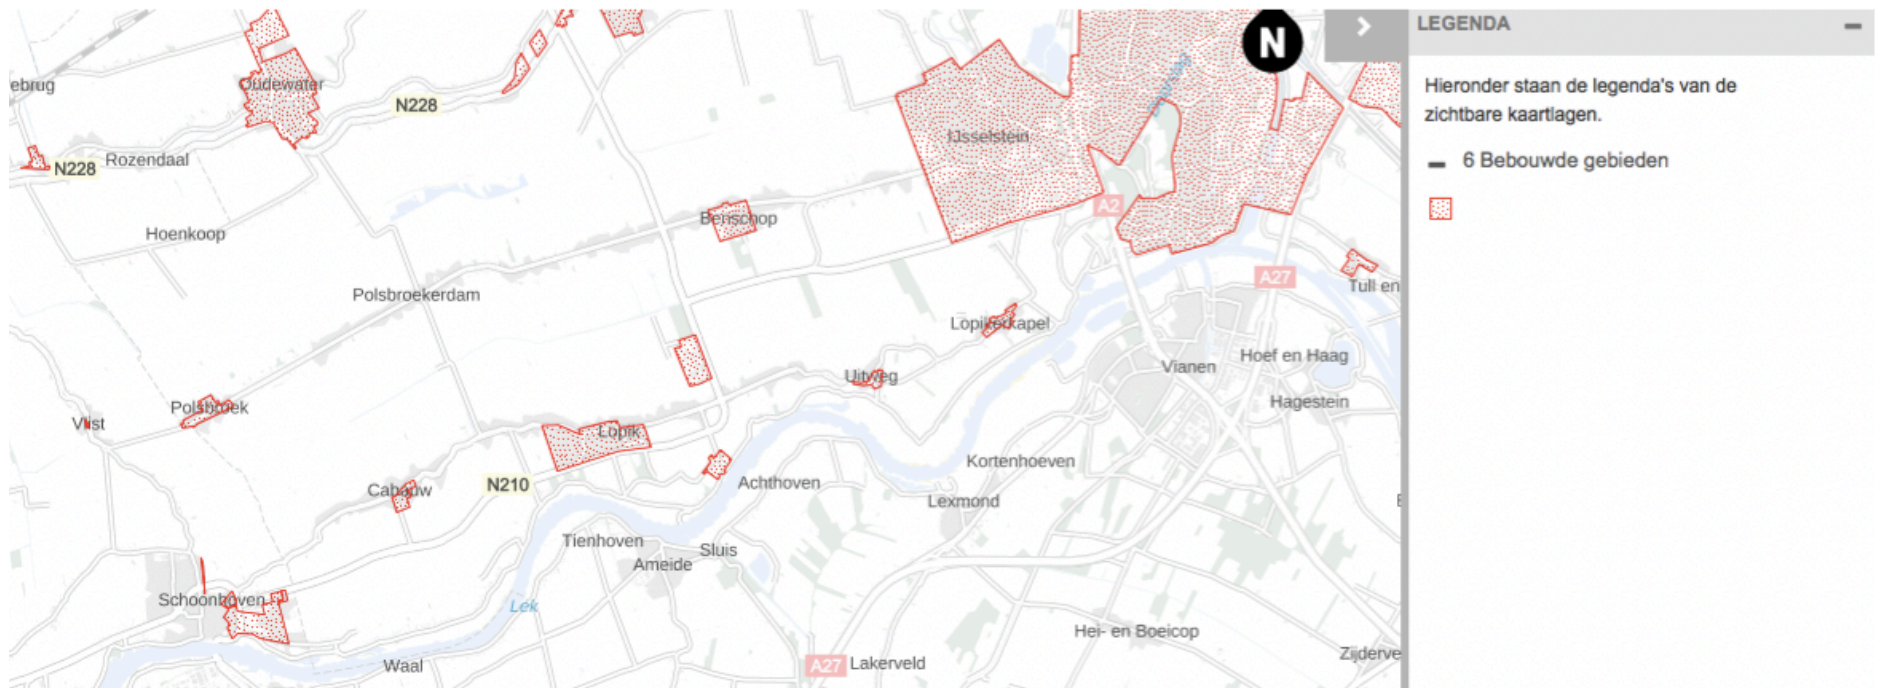 N
LEGENDA
Hieronder staan de legenda's van de
zichtbare kaartlagen.
6 Bebouwde gebieden
ebrug
Oudewater
N228
N228
Rozendaal
IJsselstein
Hoenkoop
Benschop
A2
A27
Tull en
Polsbroekerdam
Lopikerkapel
Hoef en Haag
Vianen
Uitweg
Hagestein
Polsbroek
Vlist
Lopik
Kortenhoeven
Cabauw
N210
Achthoven
Lexmond
Tienhoven
Sluis
Ameide
Schoonhoven
Lek
Hei- en Boeicop
Zijderve
Waal
A27
Lakerveld